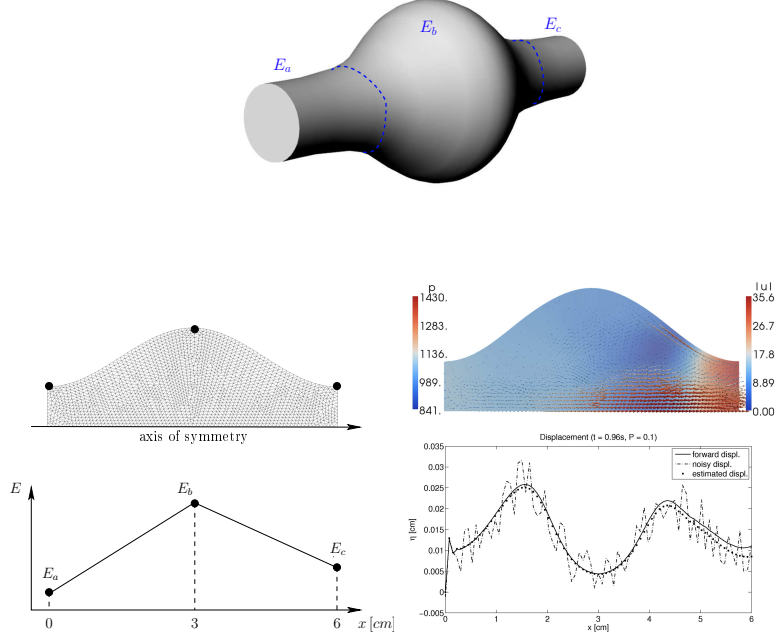 E_a
E_b
E_c
axis of symmetry
E
E_a
E_b
E_c
0
3
6
x [cm]
p
1430.
1283.
1136.
989.
841.
|u|
35.6
26.7
17.8
8.89
0.00
Displacement (t = 0.96s, P = 0.1)
forward displ.
noisy displ.
estimated displ.
η [cm]
0.035
0.03
0.025
0.02
0.015
0.01
0.005
0
−0.005
0
1
2
3
4
5
6
x [cm]